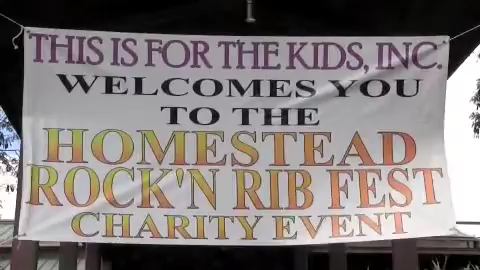 THIS IS FOR THE KIDS, INC.
WELCOMES YOU
TO THE
HOMESTEAD
ROCK'N RIB FEST
CHARITY EVENT